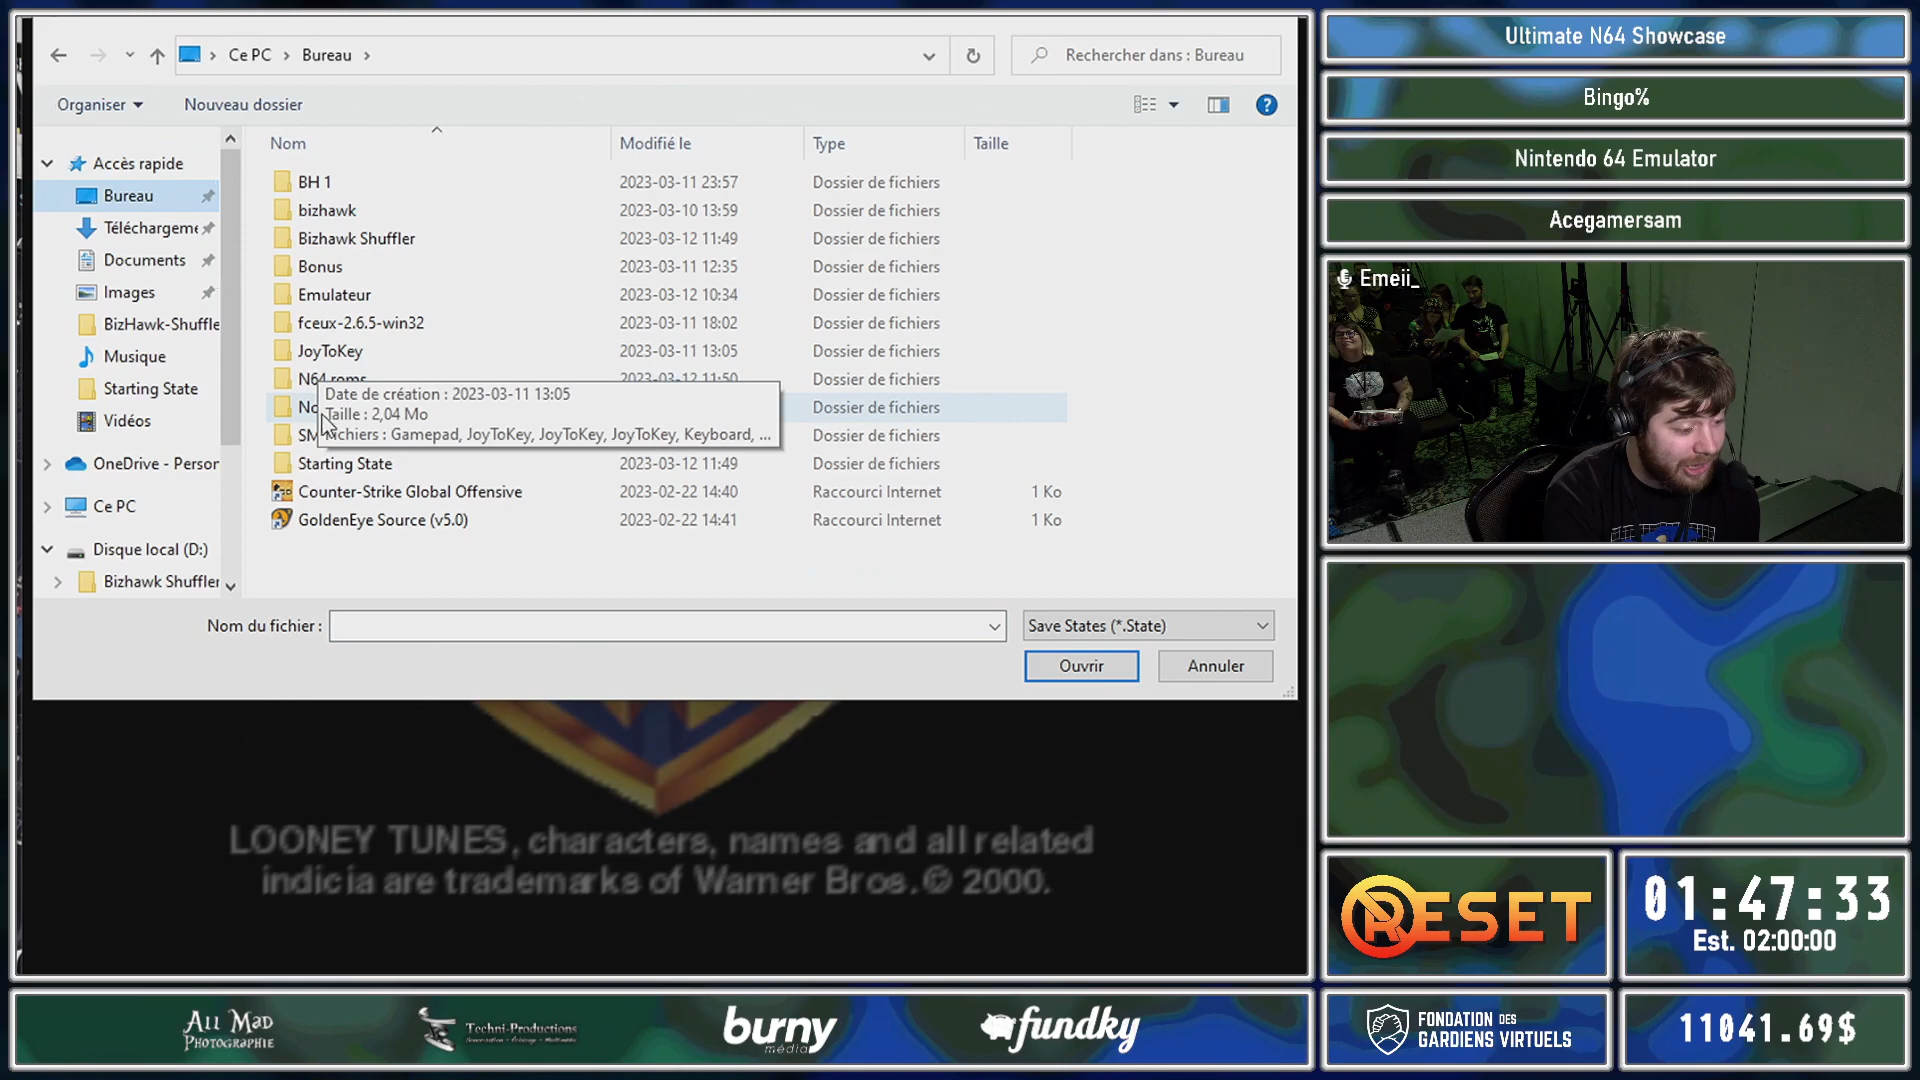 Ce PC > Bureau >
Rechercher dans : Bureau
Organiser
Nouveau dossier
Nom
Modifié le
Type
Taille
Accès rapide
Bureau
Téléchargeme
Documents
Images
BizHawk-Shuffle
Musique
Starting State
Vidéos
OneDrive - Person
Ce PC
Disque local (D:)
Bizhawk Shuffler
BH 1 2023-03-11 23:57 Dossier de fichiers
bizhawk 2023-03-10 13:59 Dossier de fichiers
Bizhawk Shuffler 2023-03-12 11:49 Dossier de fichiers
Bonus 2023-03-11 12:35 Dossier de fichiers
Emulateur 2023-03-12 10:34 Dossier de fichiers
fceux-2.6.5-win32 2023-03-11 18:02 Dossier de fichiers
JoyToKey 2023-03-11 13:05 Dossier de fichiers
N64 roms 2023-03-12 11:50 Dossier de fichiers
Dossier de fichiers
Dossier de fichiers
Date de création : 2023-03-11 13:05
Taille : 2,04 Mo
Fichiers : Gamepad, JoyToKey, JoyToKey, JoyToKey, Keyboard, ...
Starting State 2023-03-12 11:49 Dossier de fichiers
Counter-Strike Global Offensive 2023-02-22 14:40 Raccourci Internet 1 Ko
GoldenEye Source (v5.0) 2023-02-22 14:41 Raccourci Internet 1 Ko
Nom du fichier :
Save States (*.State)
Ouvrir
Annuler
LOONEY TUNES, characters, names and all related
indicia are trademarks of Warner Bros. © 2000.
Ultimate N64 Showcase
Bingo%
Nintendo 64 Emulator
Acegamersam
Emeii_
RESET
01:47:33
Est. 02:00:00
ALL MAD
PHOTOGRAPHIE
Techni-Productions
burny
média
fundky
FONDATION DES
GARDIENS VIRTUELS
11041.69$